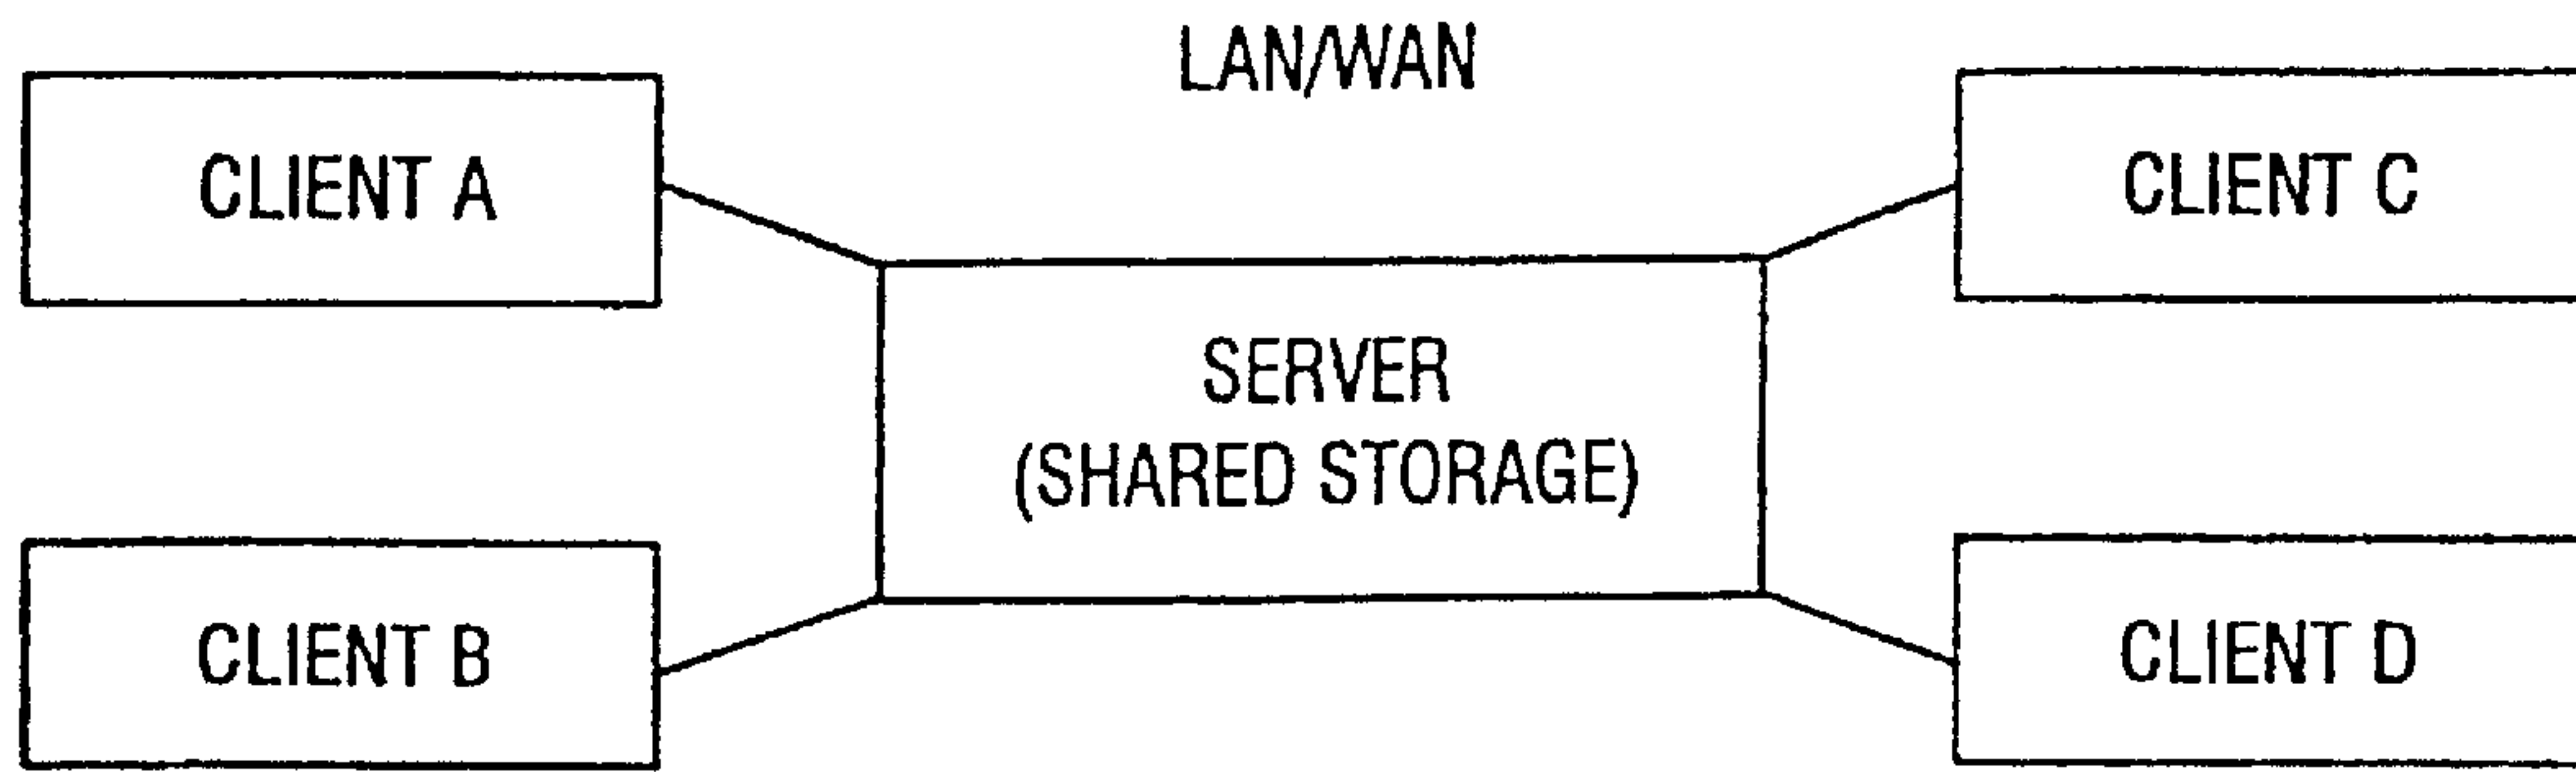 LAN/WAN
CLIENT A
CLIENT C
SERVER
(SHARED STORAGE)
CLIENT B
CLIENT D